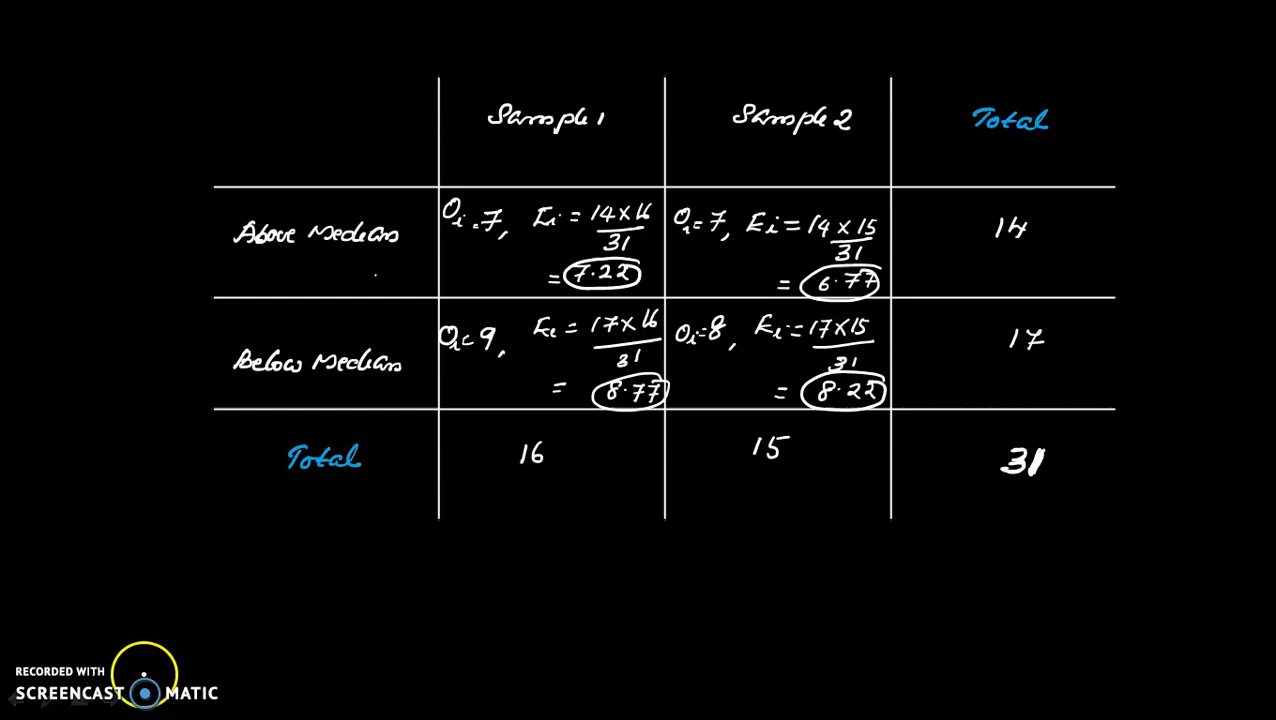 Sample 1 Sample 2 Total
Above Median Oi = 7, Ei = 14 x 16 / 31 = 7.22 Oi = 7, Ei = 14 x 15 / 31 = 6.77 14
Below Median Oi = 9, Ei = 17 x 16 / 31 = 8.77 Oi = 8, Ei = 17 x 15 / 31 = 8.22 17
Total 16 15 31
RECORDED WITH
SCREENCAST MATIC